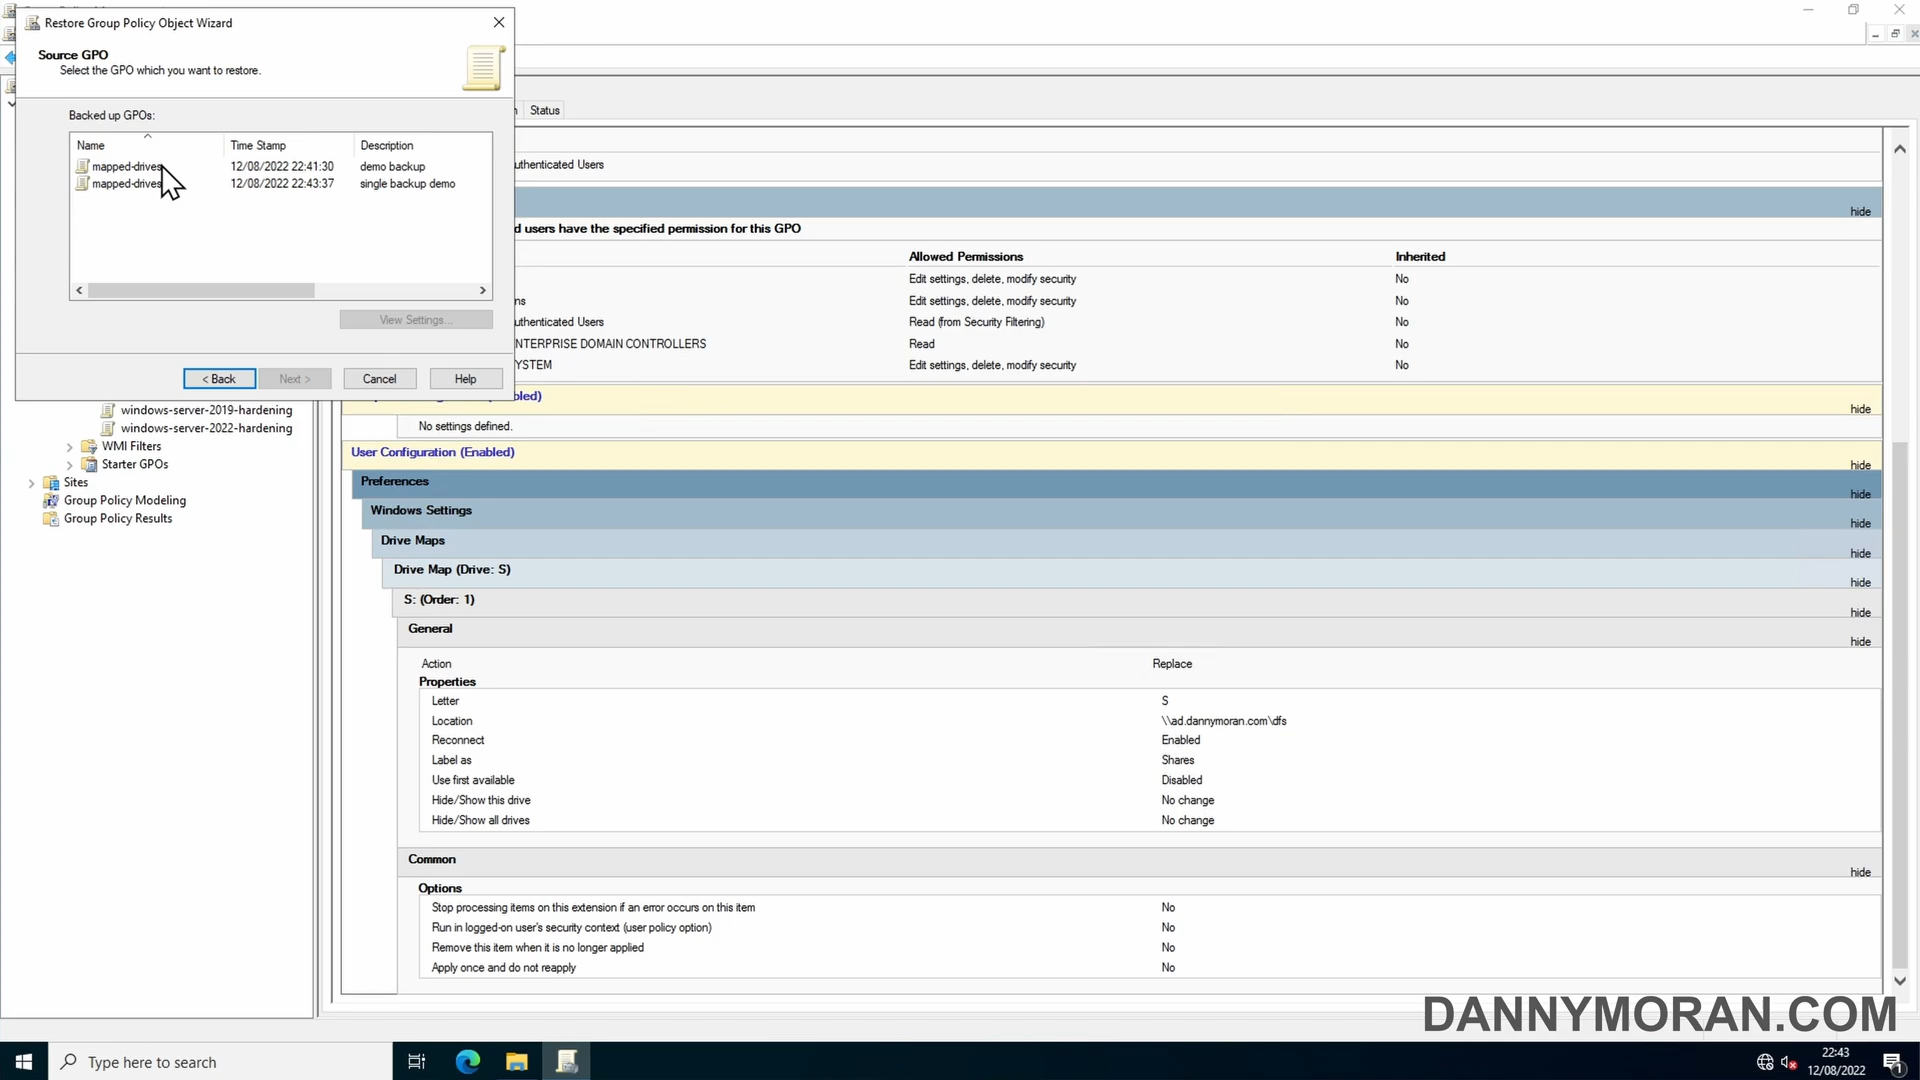 Restore Group Policy Object Wizard
Source GPO
Select the GPO which you want to restore.
Backed up GPOs:
Name Time Stamp Description
mapped-drives 12/08/2022 22:41:30 demo backup
mapped-drives 12/08/2022 22:43:37 single backup demo
View Settings...
< Back Next > Cancel Help
Status
uthenticated Users
hide
d users have the specified permission for this GPO
Allowed Permissions Inherited
Edit settings, delete, modify security No
ns Edit settings, delete, modify security No
uthenticated Users Read (from Security Filtering) No
NTERPRISE DOMAIN CONTROLLERS Read No
YSTEM Edit settings, delete, modify security No
bled)
hide
No settings defined.
User Configuration (Enabled)
hide
Preferences
hide
Windows Settings
hide
Drive Maps
hide
Drive Map (Drive: S)
hide
S: (Order: 1)
hide
General
hide
Action Replace
Properties
Letter S
Location \\ad.dannymoran.com\dfs
Reconnect Enabled
Label as Shares
Use first available Disabled
Hide/Show this drive No change
Hide/Show all drives No change
Common
hide
Options
Stop processing items on this extension if an error occurs on this item No
Run in logged-on user's security context (user policy option) No
Remove this item when it is no longer applied No
Apply once and do not reapply No
windows-server-2019-hardening
windows-server-2022-hardening
WMI Filters
Starter GPOs
Sites
Group Policy Modeling
Group Policy Results
DANNYMORAN.COM
Type here to search
22:43
12/08/2022
1